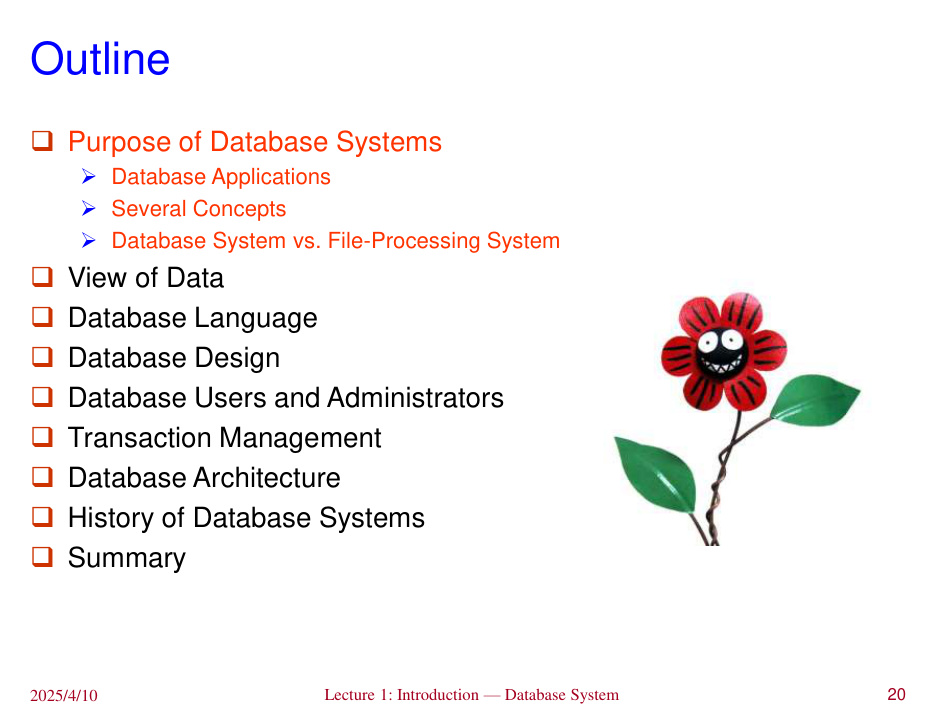 Outline
Purpose of Database Systems
Database Applications
Several Concepts
Database System vs. File-Processing System
View of Data
Database Language
Database Design
Database Users and Administrators
Transaction Management
Database Architecture
History of Database Systems
Summary
2025/4/10
Lecture 1: Introduction — Database System
20